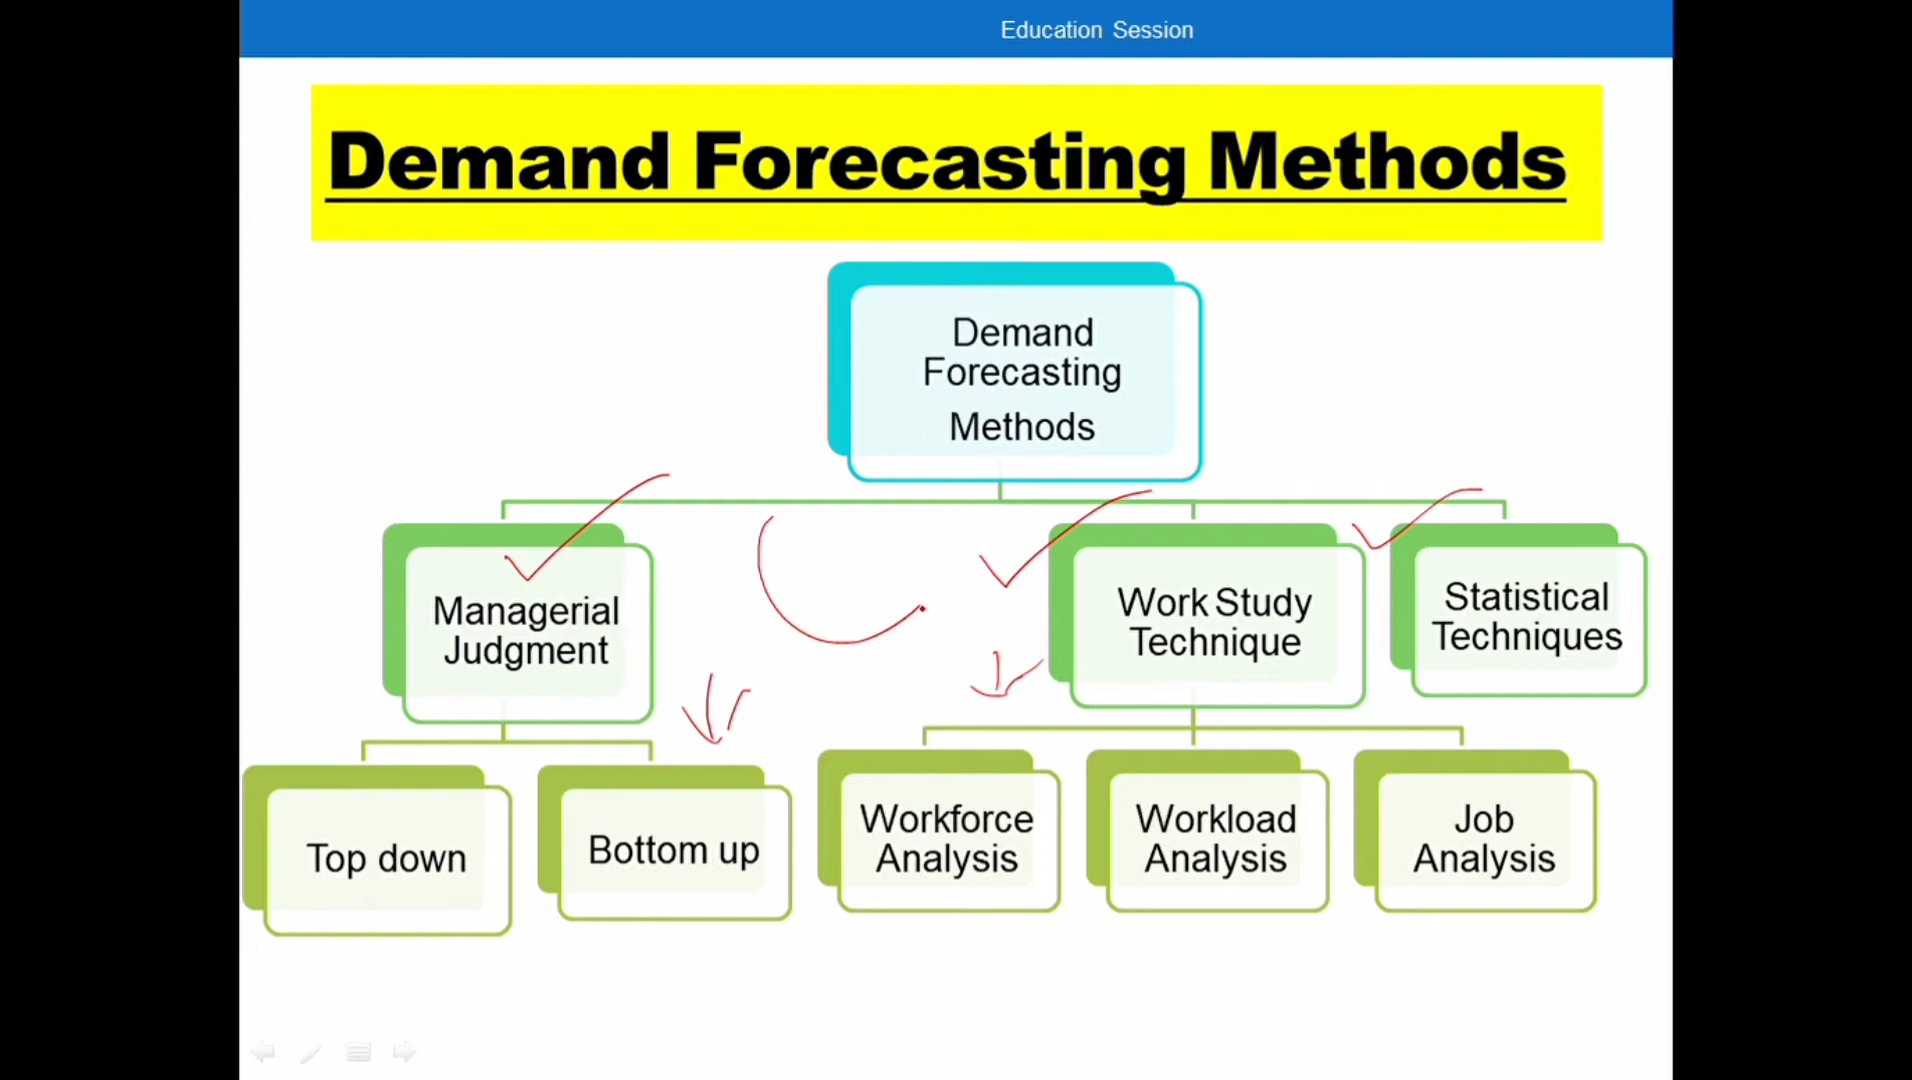 Education Session
Demand Forecasting Methods
Demand
Forecasting
Methods
Managerial
Judgment
Work Study
Technique
Statistical
Techniques
Top down
Bottom up
Workforce
Analysis
Workload
Analysis
Job
Analysis